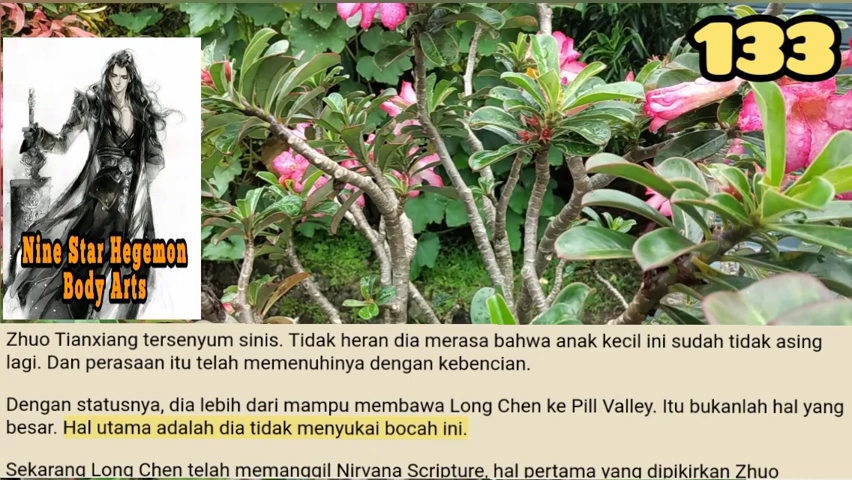 133
Nine Star Hegemon
Body Arts
Zhuo Tianxiang tersenyum sinis. Tidak heran dia merasa bahwa anak kecil ini sudah tidak asing
lagi. Dan perasaan itu telah memenuhinya dengan kebencian.
Dengan statusnya, dia lebih dari mampu membawa Long Chen ke Pill Valley. Itu bukanlah hal yang
besar. Hal utama adalah dia tidak menyukai bocah ini.
Sekarang Long Chen telah memanggil Nirvana Scripture, hal pertama yang dipikirkan Zhuo